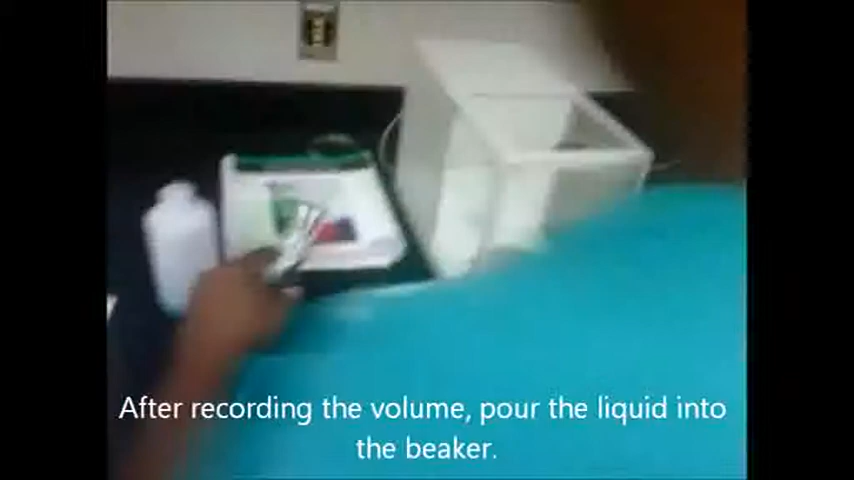 After recording the volume, pour the liquid into
the beaker.